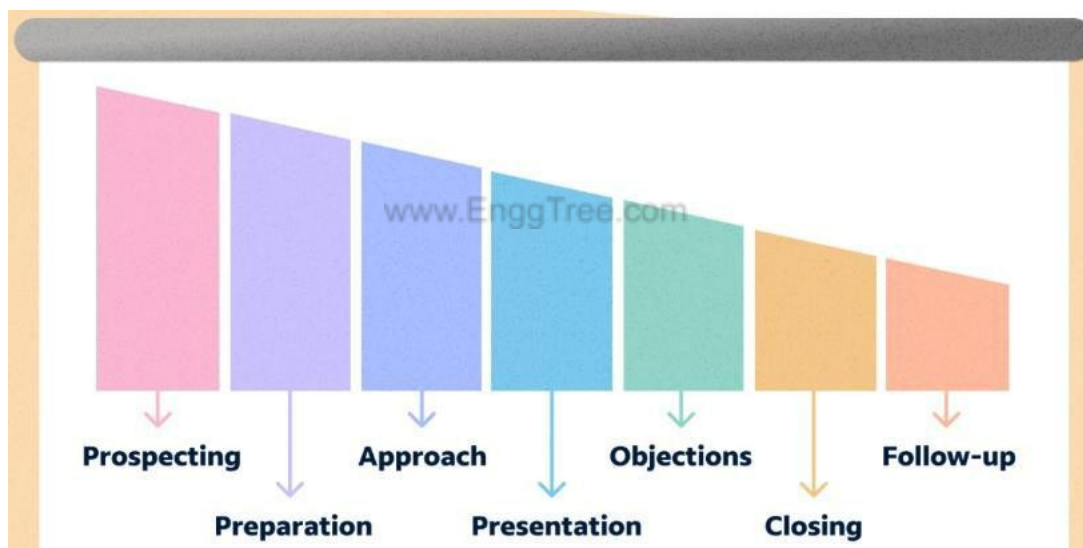 www.EnggTree.com
Prospecting
Preparation
Approach
Presentation
Objections
Closing
Follow-up